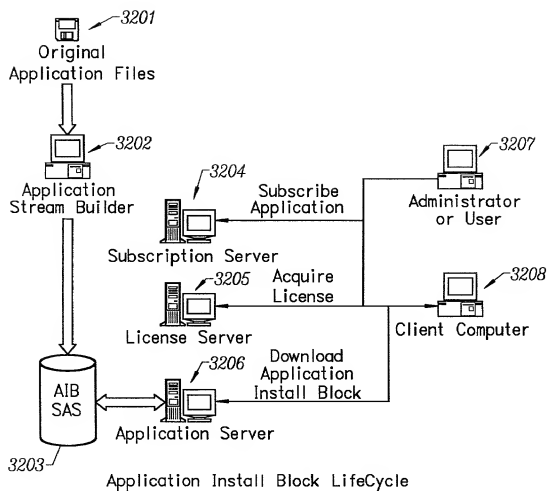 3201
Original
Application Files
3202
Application
Stream Builder
3204
Subscribe
Application
Subscription Server
3207
Administrator
or User
3205
Acquire
License
License Server
3208
Client Computer
3206
Download
Application
Install Block
Application Server
AIB
SAS
3203
Application Install Block LifeCycle